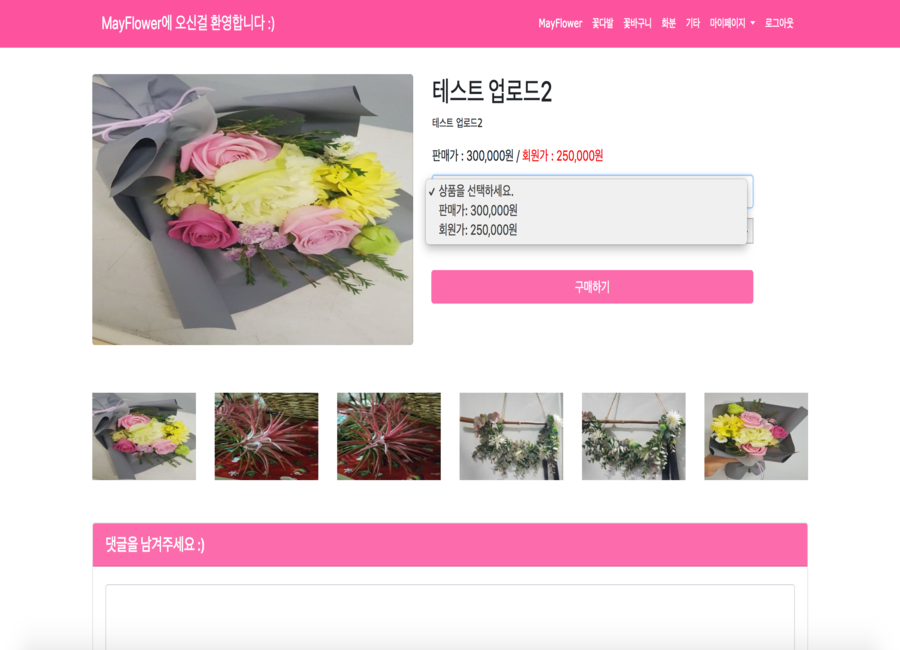 MayFlower에 오신걸 환영합니다 :)
MayFlower 꽃다발 꽃바구니 화분 기타 마이페이지 로그아웃
테스트 업로드2
테스트 업로드2
판매가 : 300,000원 / 회원가 : 250,000원
✓ 상품을 선택하세요.
판매가: 300,000원
회원가: 250,000원
구매하기
댓글을 남겨주세요 :)